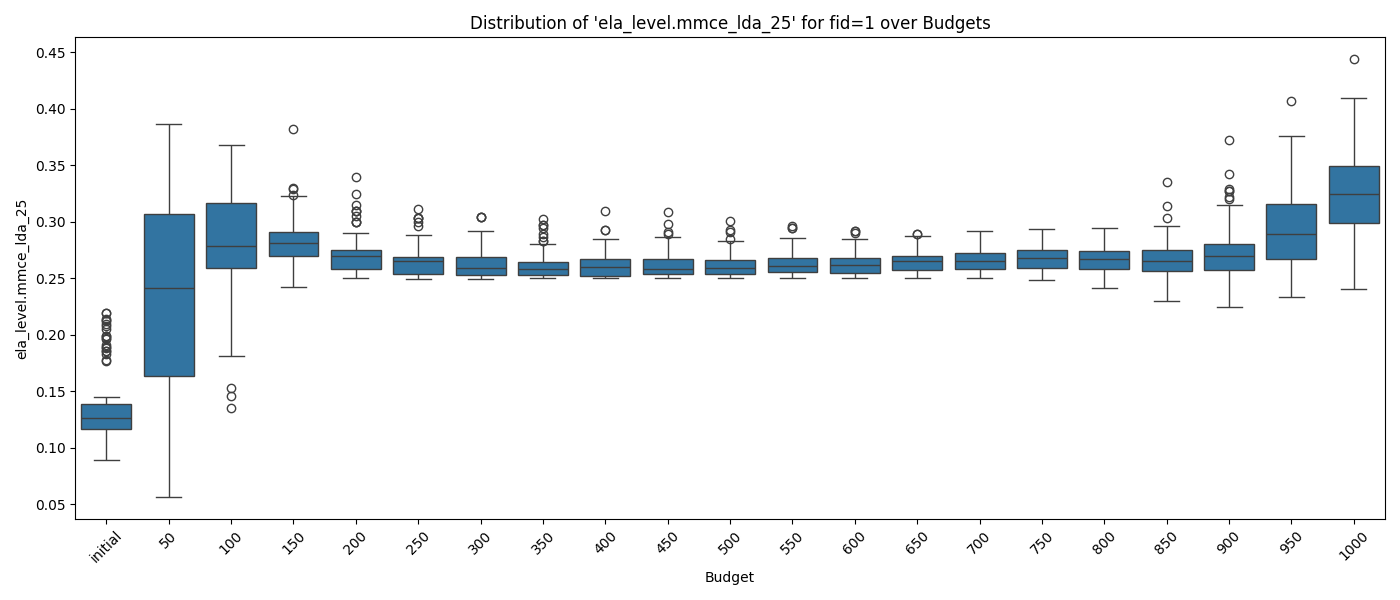 Distribution of 'ela_level.mmce_lda_25' for fid=1 over Budgets
ela_level.mmce_lda_25
0.45
0.40
0.35
0.30
0.25
0.20
0.15
0.10
0.05
initial 50 100 150 200 250 300 350 400 450 500 550 600 650 700 750 800 850 900 950 1000
Budget